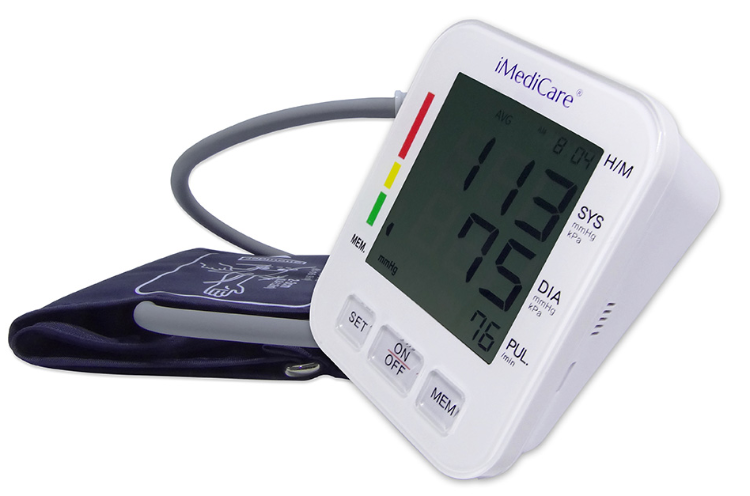 iMediCare®
AVG
8:04
H/M
113
SYS
mmHg
kPa
75
DIA
mmHg
kPa
mmHg
76
PUL.
/min
MEM.
SET
ON
OFF
MEM